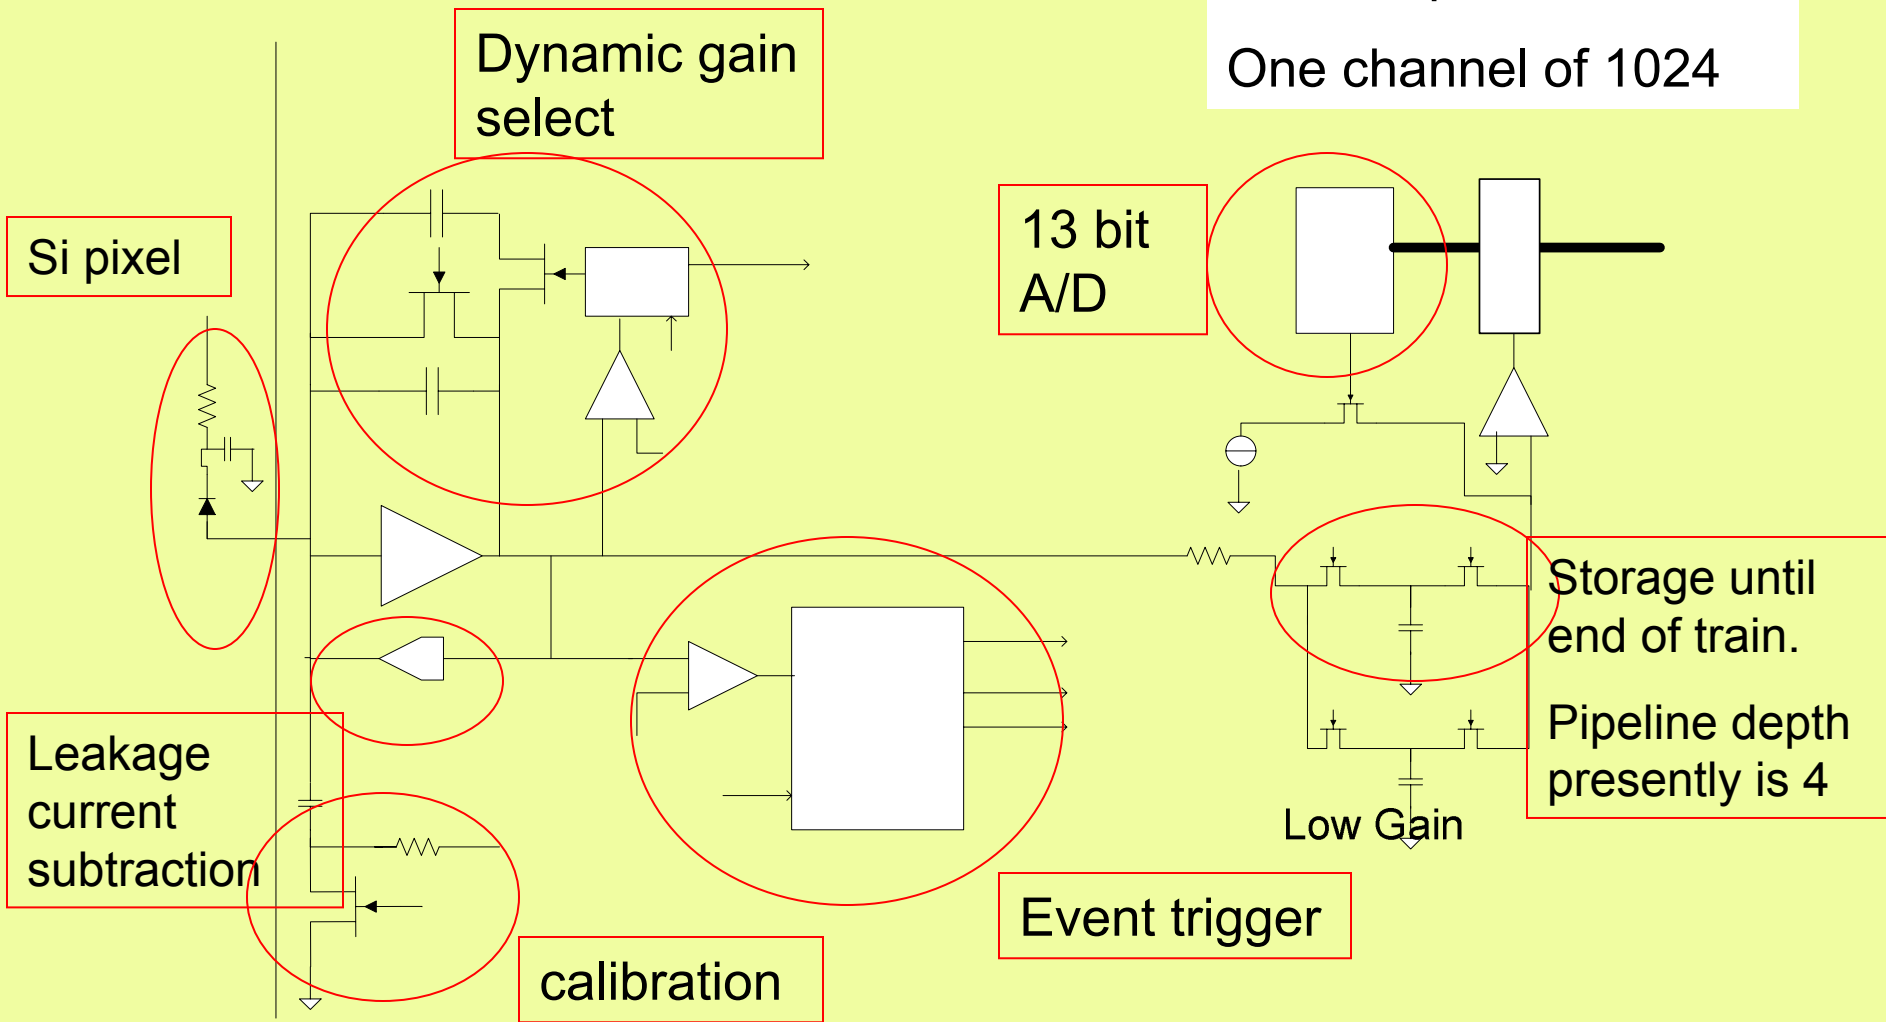 One channel of 1024
Dynamic gain
select
Si pixel
13 bit
A/D
Storage until
end of train.
Pipeline depth
presently is 4
Leakage
current
subtraction
Low Gain
Event trigger
calibration